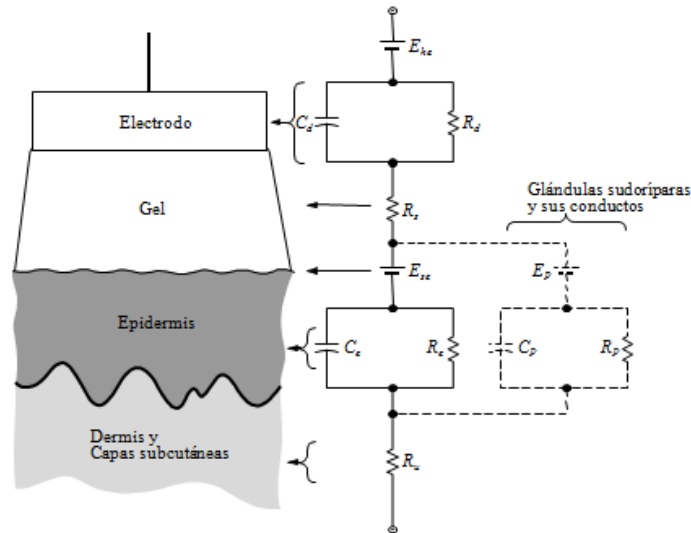 E_he
Electrodo
C_d
R_d
Glándulas sudoríparas
y sus conductos
Gel
R_s
E_se
E_p
Epidermis
C_e
R_e
C_p
R_p
Dermis y
Capas subcutáneas
R_u